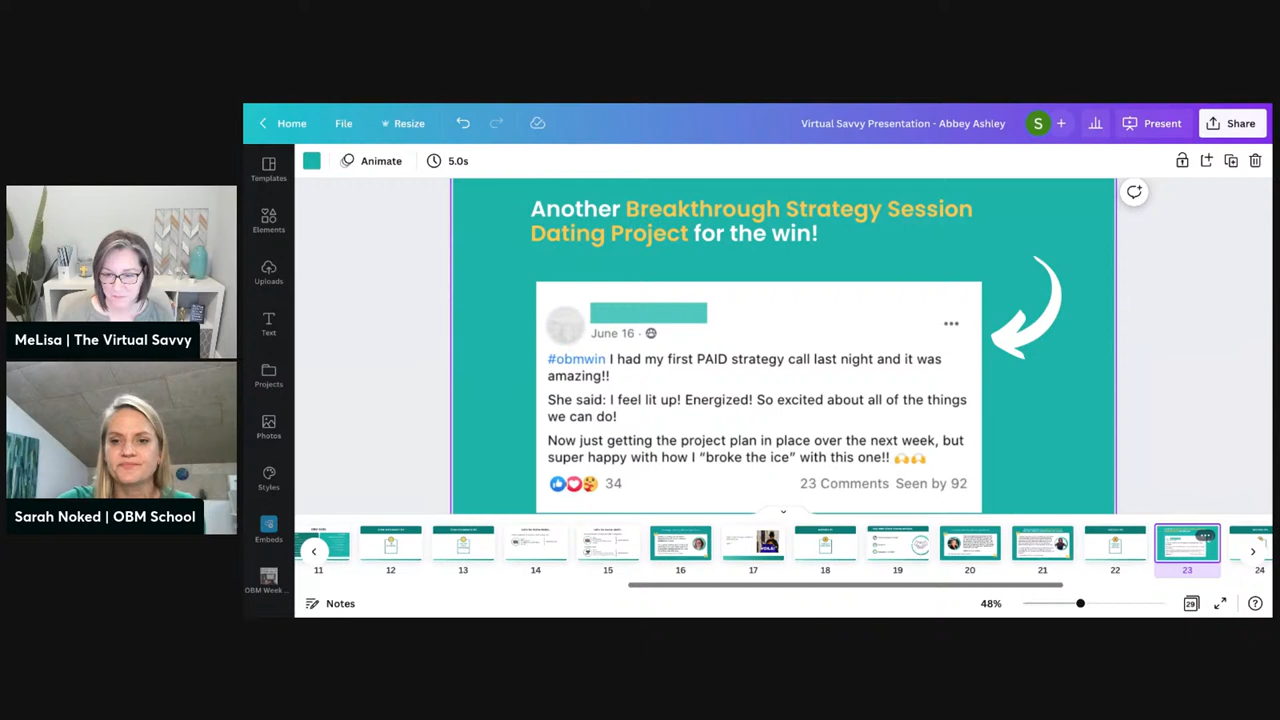 Home
File
Resize
Virtual Savvy Presentation - Abbey Ashley
S
+
Present
Share
Animate
5.0s
Templates
Elements
Uploads
Text
Projects
Photos
Styles
Embeds
OBM Week ...
MeLisa | The Virtual Savvy
Sarah Noked | OBM School
Another Breakthrough Strategy Session
Dating Project for the win!
June 16 ·
#obmwin I had my first PAID strategy call last night and it was
amazing!!
She said: I feel lit up! Energized! So excited about all of the things
we can do!
Now just getting the project plan in place over the next week, but
super happy with how I “broke the ice” with this one!! 🙌🙌
34
23 Comments Seen by 92
11
12
13
14
15
16
17
18
19
20
21
22
23
24
Notes
48%
29